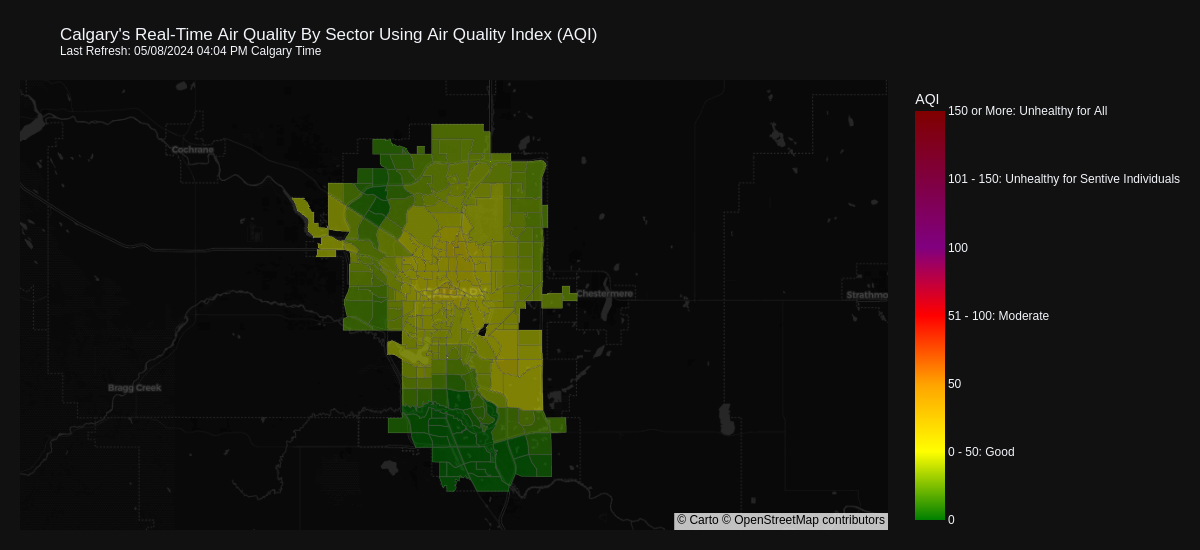 Calgary's Real-Time Air Quality By Sector Using Air Quality Index (AQI)
Last Refresh: 05/08/2024 04:04 PM Calgary Time
AQI
150 or More: Unhealthy for All
101 - 150: Unhealthy for Sentive Individuals
100
51 - 100: Moderate
50
0 - 50: Good
0
Cochrane
CALGARY
Chestermere
Strathmo
Bragg Creek
© Carto © OpenStreetMap contributors